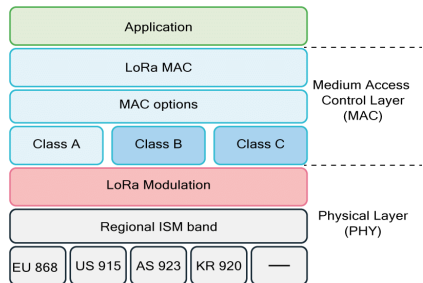 Application
LoRa MAC
MAC options
Class A
Class B
Class C
Medium Access
Control Layer
(MAC)
LoRa Modulation
Regional ISM band
EU 868
US 915
AS 923
KR 920
Physical Layer
(PHY)